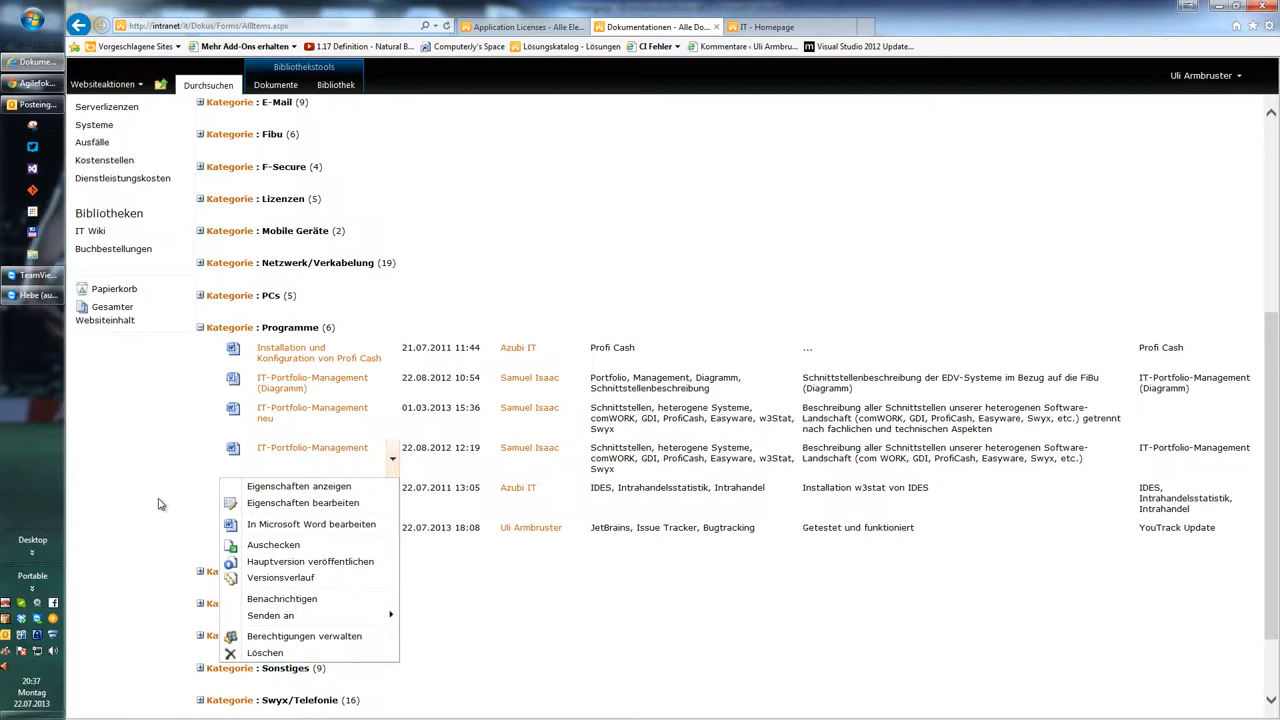 http://intranet/it/Dokus/Forms/AllItems.aspx
Application Licenses - Alle Ele...
Dokumentationen - Alle Do...
IT - Homepage
Vorgeschlagene Sites
Mehr Add-Ons erhalten
1.17 Definition - Natural B...
ComputerJy's Space
Lösungskatalog - Lösungen
CI Fehler
Kommentare ‹ Uli Armbru...
Visual Studio 2012 Updat...
Dokume...
Agilefok...
Posteing...
TeamVie...
Hebe (au...
Desktop
Portable
20:37
Montag
22.07.2013
Bibliothekstools
Websiteaktionen
Durchsuchen
Dokumente
Bibliothek
Uli Armbruster
Serverlizenzen
Systeme
Ausfälle
Kostenstellen
Dienstleistungskosten
Bibliotheken
IT Wiki
Buchbestellungen
Papierkorb
Gesamter
Websiteinhalt
Kategorie : E-Mail (9)
Kategorie : Fibu (6)
Kategorie : F-Secure (4)
Kategorie : Lizenzen (5)
Kategorie : Mobile Geräte (2)
Kategorie : Netzwerk/Verkabelung (19)
Kategorie : PCs (5)
Kategorie : Programme (6)
Installation und
Konfiguration von Profi Cash
21.07.2011 11:44
Azubi IT
Profi Cash
...
Profi Cash
IT-Portfolio-Management
(Diagramm)
22.08.2012 10:54
Samuel Isaac
Portfolio, Management, Diagramm,
Schnittstellenbeschreibung
Schnittstellenbeschreibung der EDV-Systeme im Bezug auf die FiBu
(Diagramm)
IT-Portfolio-Management
(Diagramm)
IT-Portfolio-Management
neu
01.03.2013 15:36
Samuel Isaac
Schnittstellen, heterogene Systeme,
comWORK, GDI, ProfiCash, Easyware, w3Stat,
Swyx
Beschreibung aller Schnittstellen unserer heterogenen Software-
Landschaft (comWORK, GDI, ProfiCash, Easyware, Swyx, etc.) getrennt
nach fachlichen und technischen Aspekten
IT-Portfolio-Management
22.08.2012 12:19
Samuel Isaac
Schnittstellen, heterogene Systeme,
comWORK, GDI, ProfiCash, Easyware, w3Stat,
Swyx
Beschreibung aller Schnittstellen unserer heterogenen Software-
Landschaft (com WORK, GDI, ProfiCash, Easyware, Swyx, etc.)
IT-Portfolio-Management
22.07.2011 13:05
Azubi IT
IDES, Intrahandelsstatistik, Intrahandel
Installation w3stat von IDES
IDES,
Intrahandelsstatistik,
Intrahandel
22.07.2013 18:08
Uli Armbruster
JetBrains, Issue Tracker, Bugtracking
Getestet und funktioniert
YouTrack Update
Eigenschaften anzeigen
Eigenschaften bearbeiten
In Microsoft Word bearbeiten
Auschecken
Hauptversion veröffentlichen
Versionsverlauf
Benachrichtigen
Senden an
Berechtigungen verwalten
Löschen
Ka
Ka
Ka
Kategorie : Sonstiges (9)
Kategorie : Swyx/Telefonie (16)